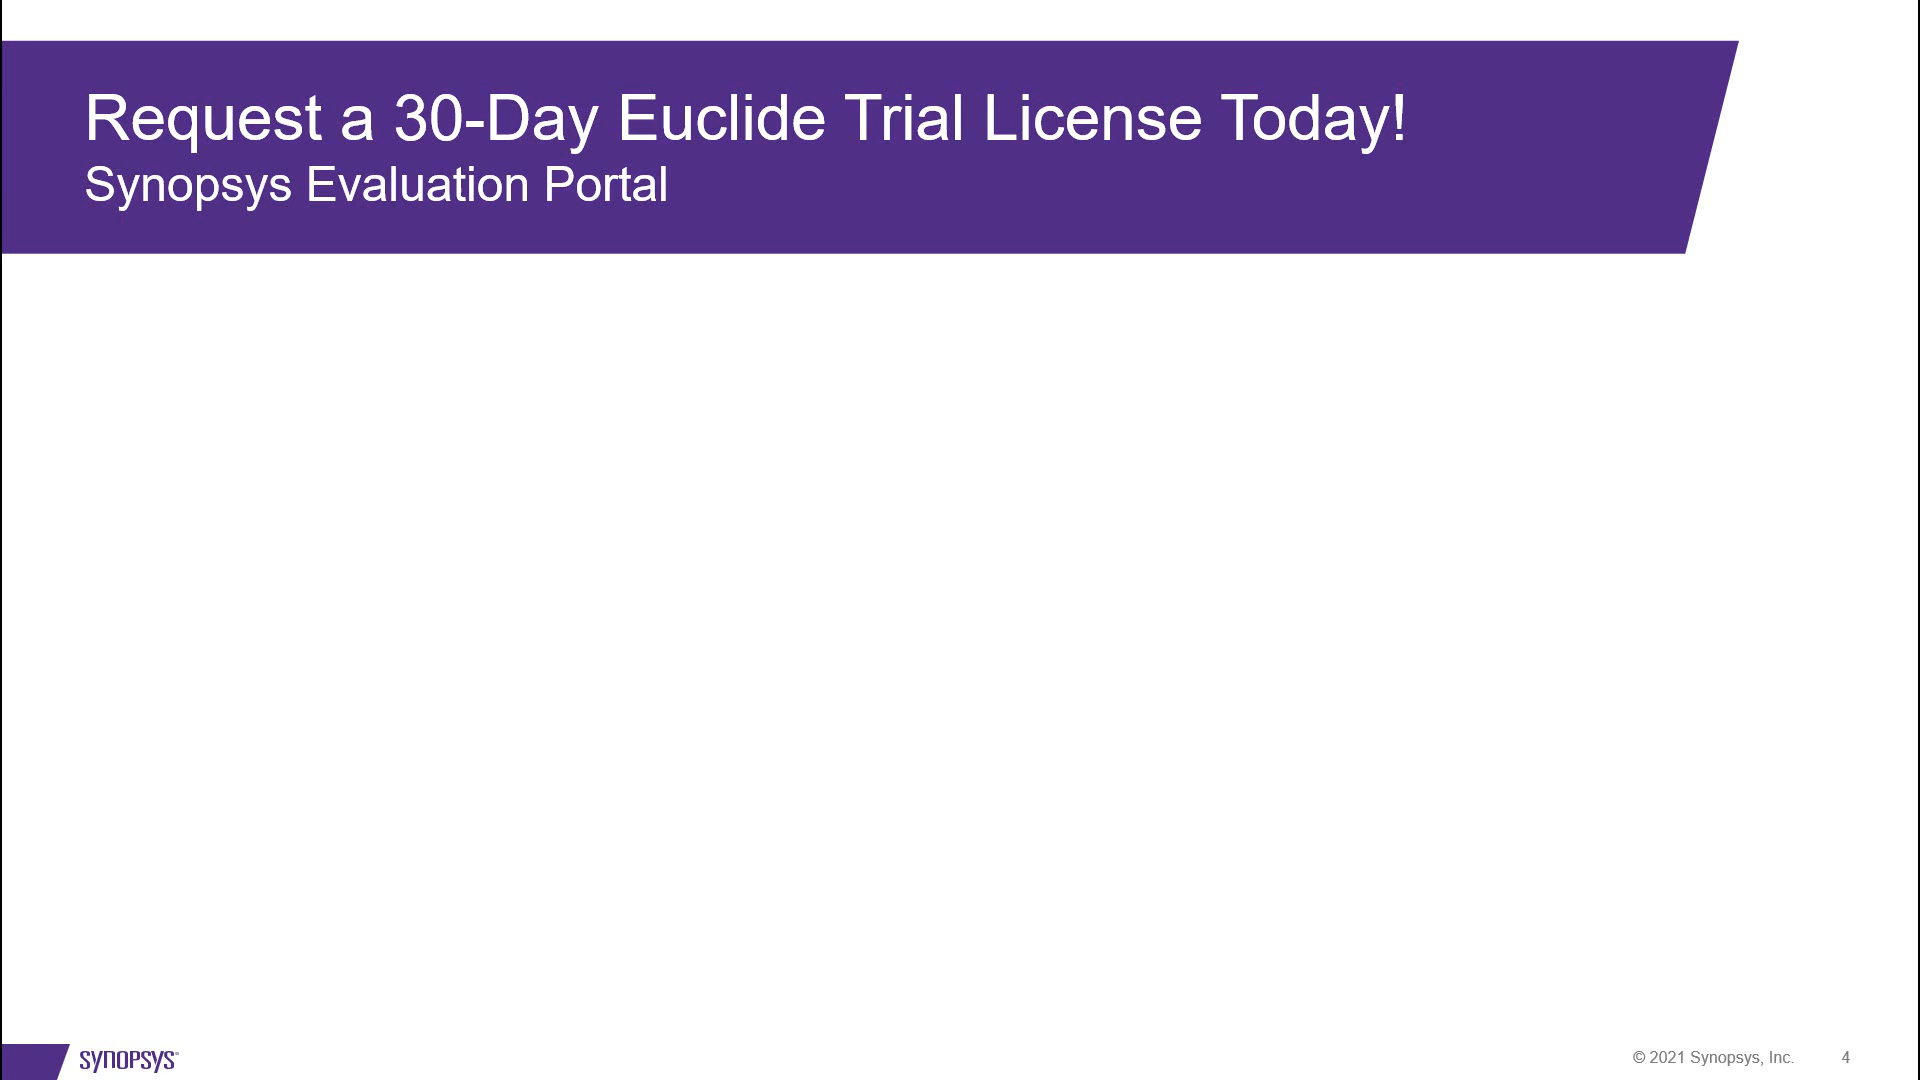 Request a 30-Day Euclide Trial License Today!
Synopsys Evaluation Portal
SYNOPSYS®
© 2021 Synopsys, Inc. 4